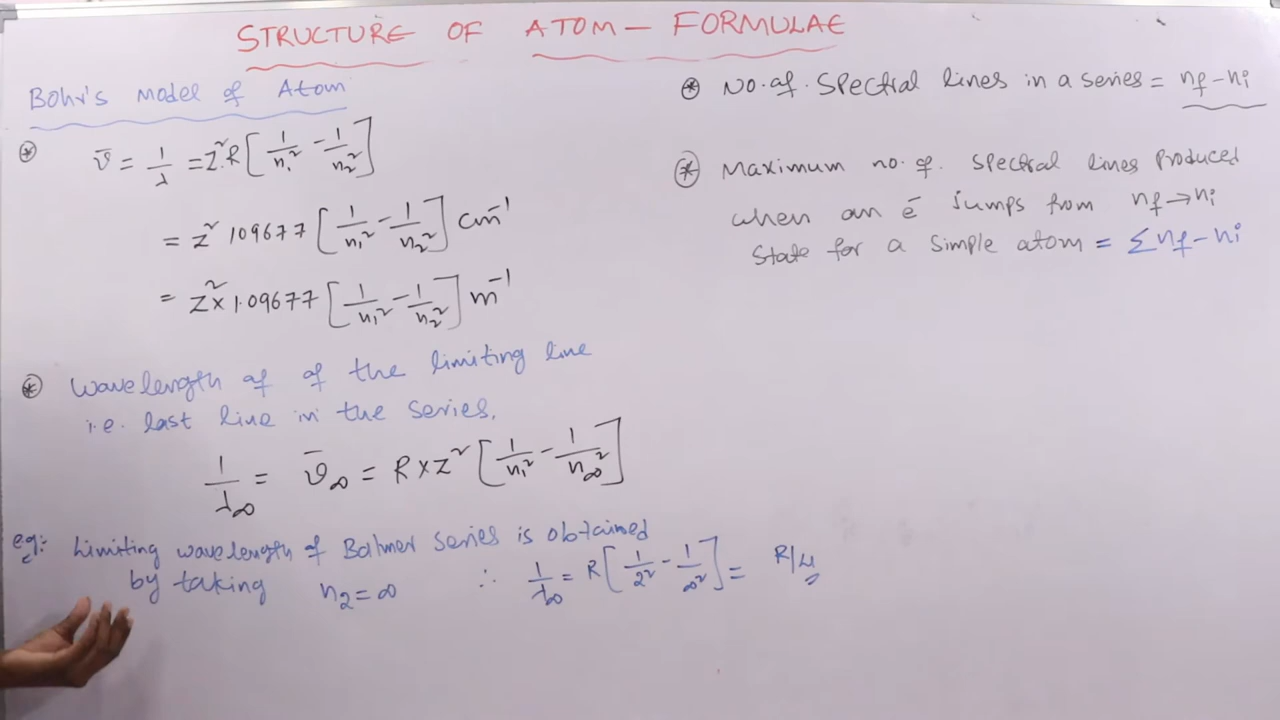 STRUCTURE OF ATOM - FORMULAE
Bohr's model of Atom
⊛ ν̄ = 1/λ = Z²R[1/n₁² - 1/n₂²]
= Z² 109677 [1/n₁² - 1/n₂²] cm⁻¹
= Z² × 1.09677 [1/n₁² - 1/n₂²] m⁻¹
⊛ wavelength of of the limiting line
i.e. last line in the series.
1/λ∞ = ν̄∞ = R × Z² [1/n₁² - 1/n∞²]
eg:- Limiting wavelength of Balmer series is obtained
by taking n₂ = ∞ ∴ 1/λ∞ = R[1/2² - 1/∞²] = R/4
⊛ No. of. Spectral lines in a series = nf - ni
⊛ Maximum no. of. spectral lines produced
when an e⁻ Jumps from nf → ni
State for a simple atom = Σnf - ni